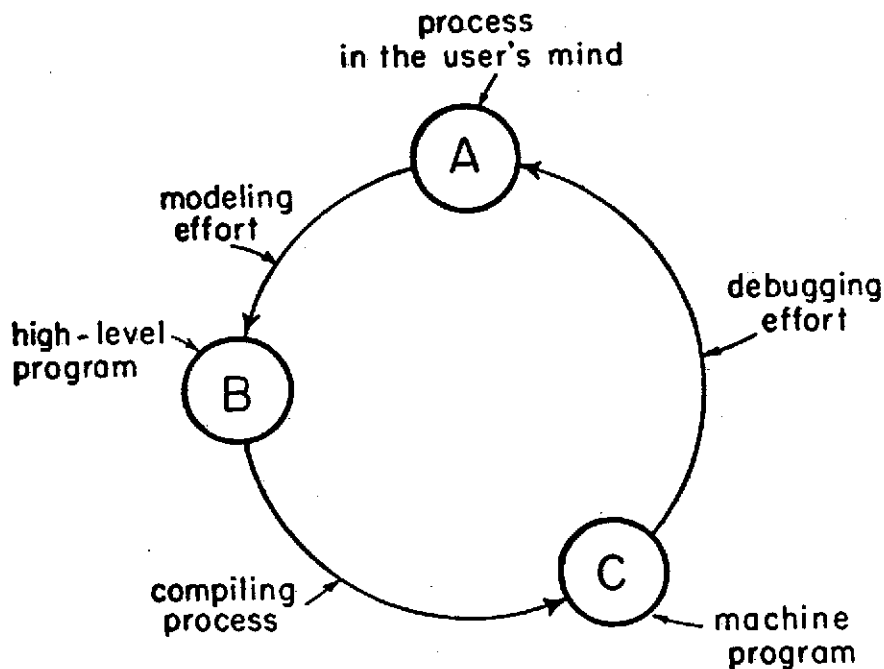 process
in the user's mind
A
modeling
effort
high-level
program
B
debugging
effort
compiling
process
C
machine
program